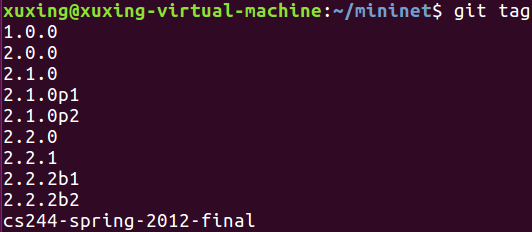 xuxing@xuxing-virtual-machine:~/mininet$ git tag
1.0.0
2.0.0
2.1.0
2.1.0p1
2.1.0p2
2.2.0
2.2.1
2.2.2b1
2.2.2b2
cs244-spring-2012-final